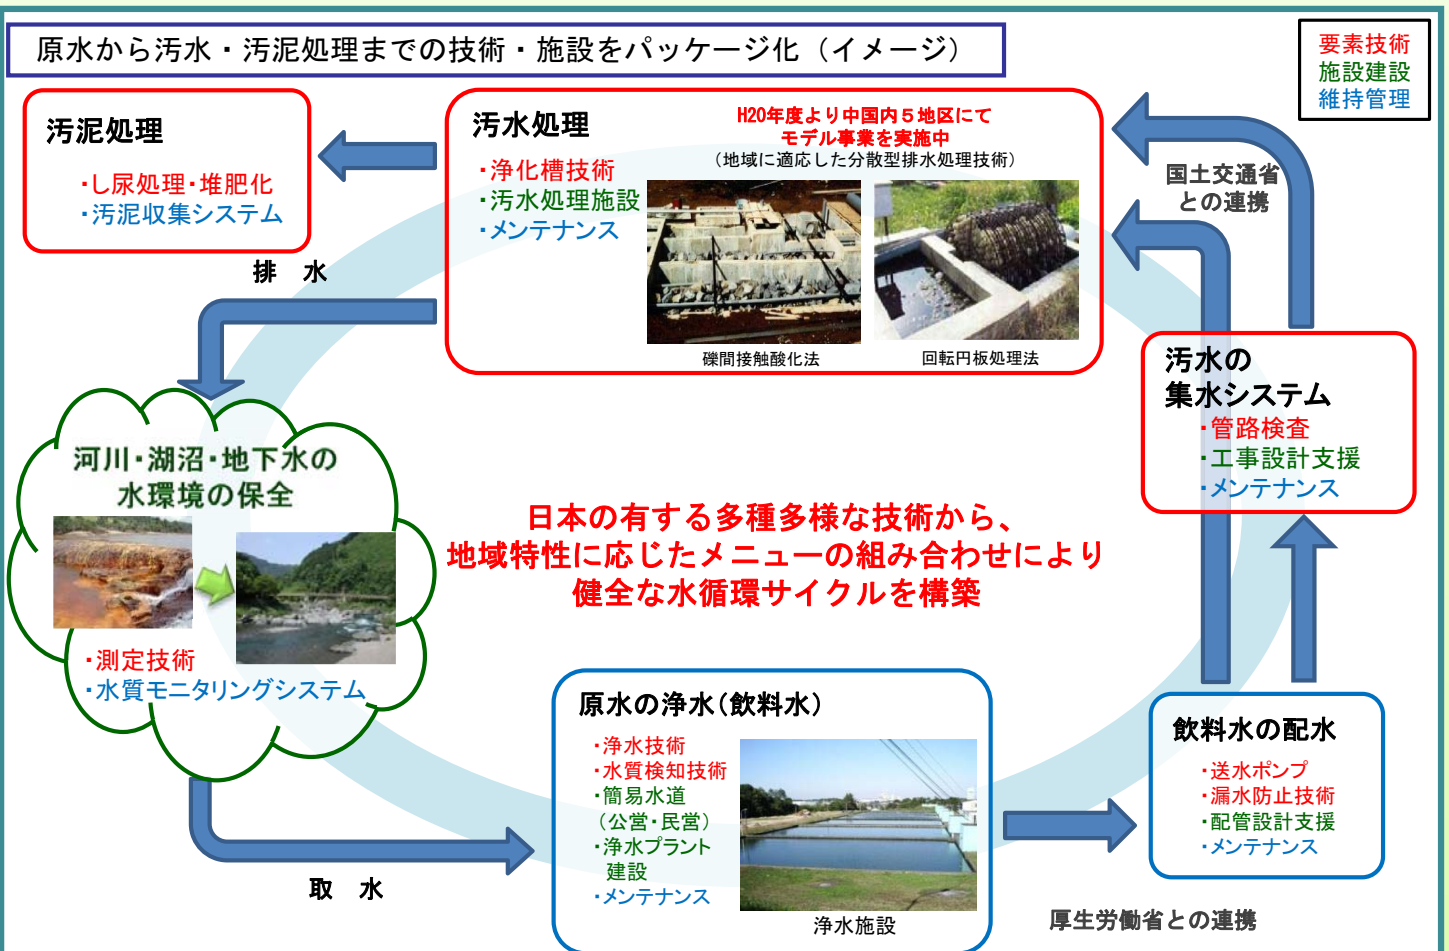 原水から汚水・汚泥処理までの技術・施設をパッケージ化（イメージ）
要素技術
施設建設
維持管理
汚泥処理
・し尿処理・堆肥化
・汚泥収集システム
汚水処理
・浄化槽技術
・汚水処理施設
・メンテナンス
H20年度より中国内５地区にて
モデル事業を実施中
（地域に適応した分散型排水処理技術）
礫間接触酸化法
回転円板処理法
国土交通省
との連携
排　水
汚水の
集水システム
・管路検査
・工事設計支援
・メンテナンス
河川・湖沼・地下水の
水環境の保全
・測定技術
・水質モニタリングシステム
日本の有する多種多様な技術から、
地域特性に応じたメニューの組み合わせにより
健全な水循環サイクルを構築
原水の浄水（飲料水）
・浄水技術
・水質検知技術
・簡易水道
（公営・民営）
・浄水プラント
建設
・メンテナンス
浄水施設
飲料水の配水
・送水ポンプ
・漏水防止技術
・配管設計支援
・メンテナンス
取　水
厚生労働省との連携